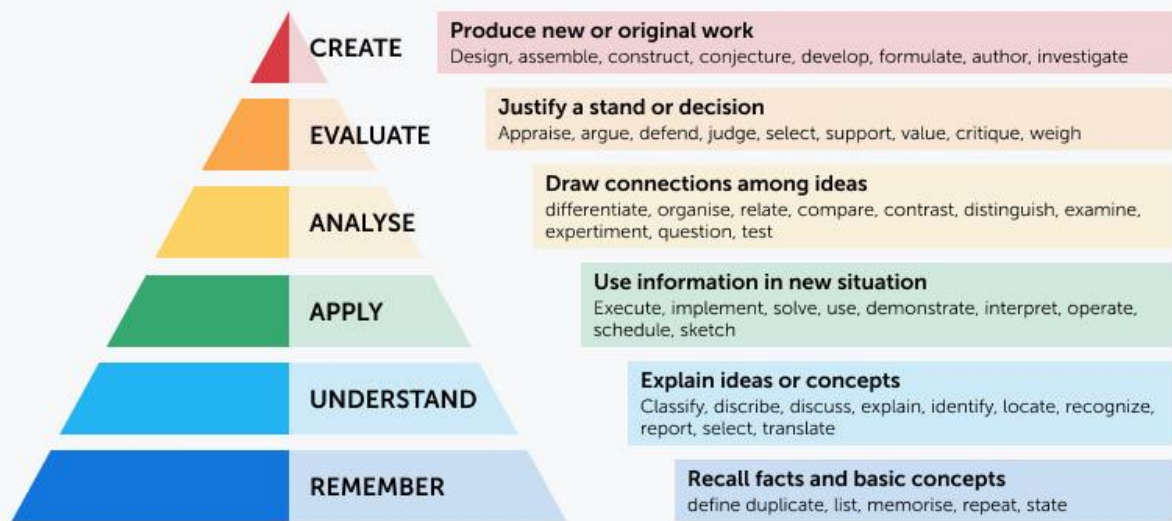 CREATE
Produce new or original work
Design, assemble, construct, conjecture, develop, formulate, author, investigate
EVALUATE
Justify a stand or decision
Appraise, argue, defend, judge, select, support, value, critique, weigh
ANALYSE
Draw connections among ideas
differentiate, organise, relate, compare, contrast, distinguish, examine,
expertiment, question, test
APPLY
Use information in new situation
Execute, implement, solve, use, demonstrate, interpret, operate,
schedule, sketch
UNDERSTAND
Explain ideas or concepts
Classify, discribe, discuss, explain, identify, locate, recognize,
report, select, translate
REMEMBER
Recall facts and basic concepts
define duplicate, list, memorise, repeat, state